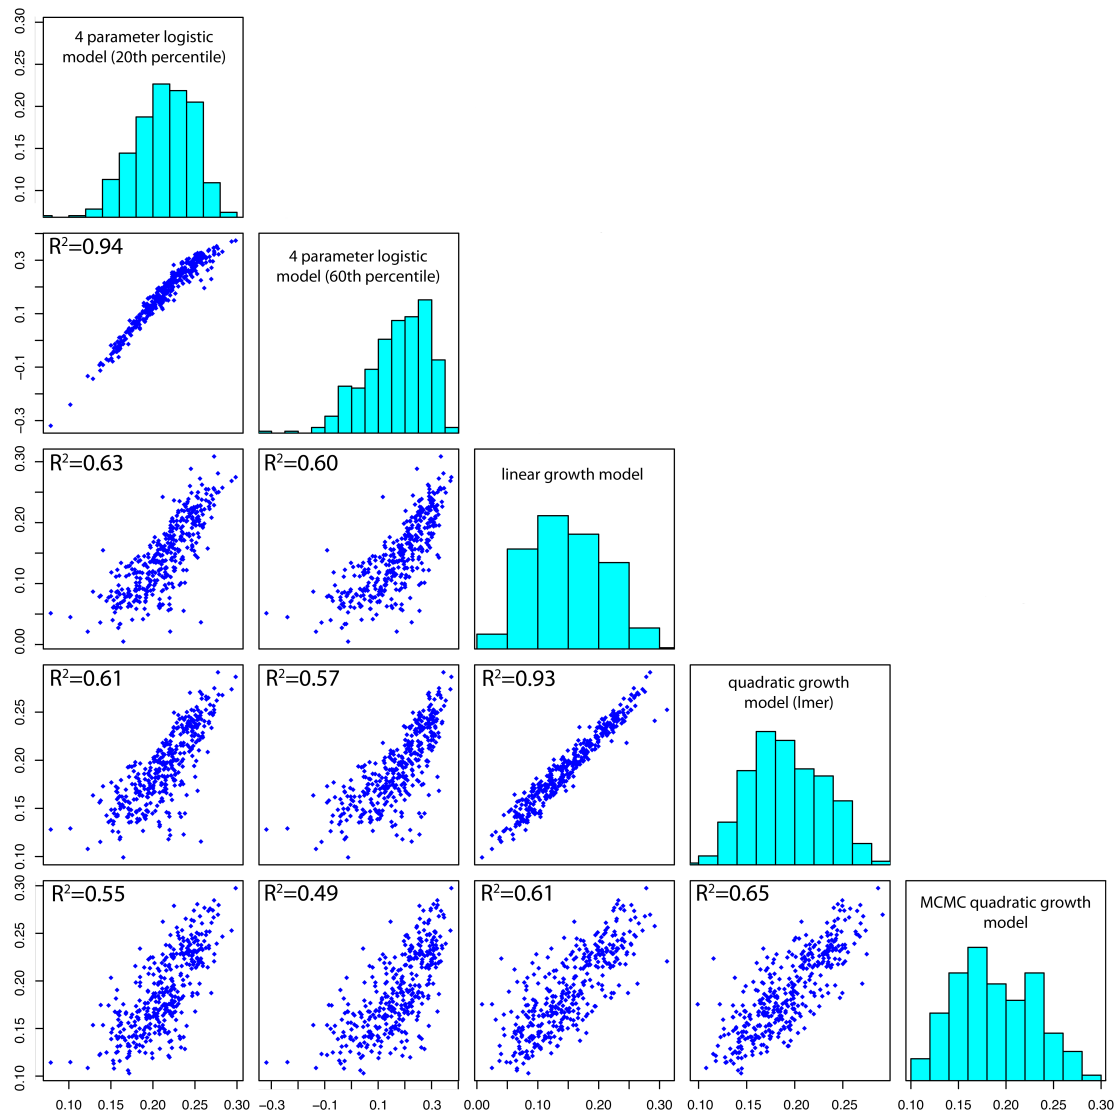 0.30
0.25
0.20
0.15
0.10
4 parameter logistic
model (20th percentile)
0.3
0.1
−0.1
−0.3
R²=0.94
4 parameter logistic
model (60th percentile)
0.30
0.20
0.10
0.00
R²=0.63
R²=0.60
linear growth model
0.25
0.20
0.15
0.10
R²=0.61
R²=0.57
R²=0.93
quadratic growth
model (lmer)
0.30
0.25
0.20
0.15
0.10
R²=0.55
R²=0.49
R²=0.61
R²=0.65
MCMC quadratic growth
model
0.10 0.15 0.20 0.25 0.30
−0.3 −0.1 0.1 0.3
0.00 0.10 0.20 0.30
0.10 0.15 0.20 0.25
0.10 0.15 0.20 0.25 0.30